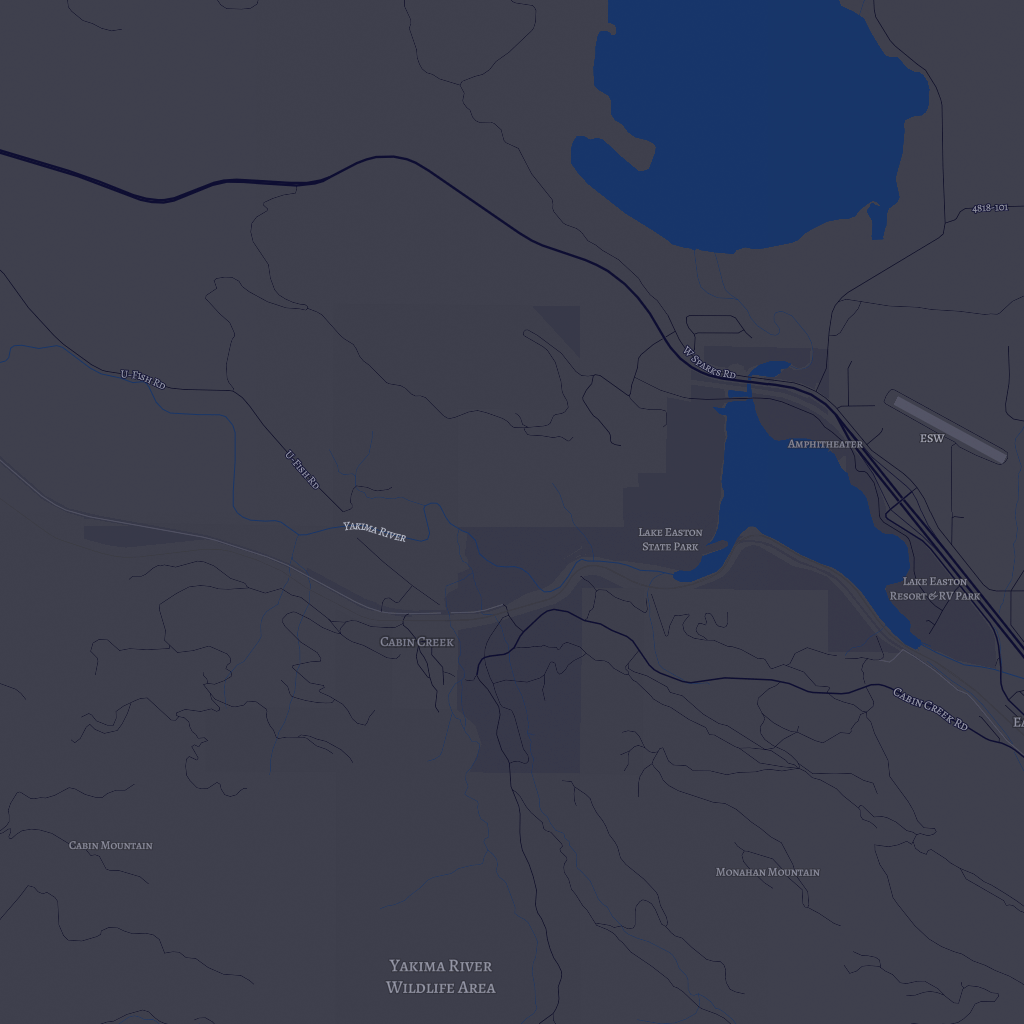 4818-101
W Sparks Rd
U-Fish Rd
Amphitheater
ESW
U-Fish Rd
Yakima River
Lake Easton
State Park
Lake Easton
Resort & RV Park
Cabin Creek
Cabin Creek Rd
Cabin Mountain
Monahan Mountain
Yakima River
Wildlife Area